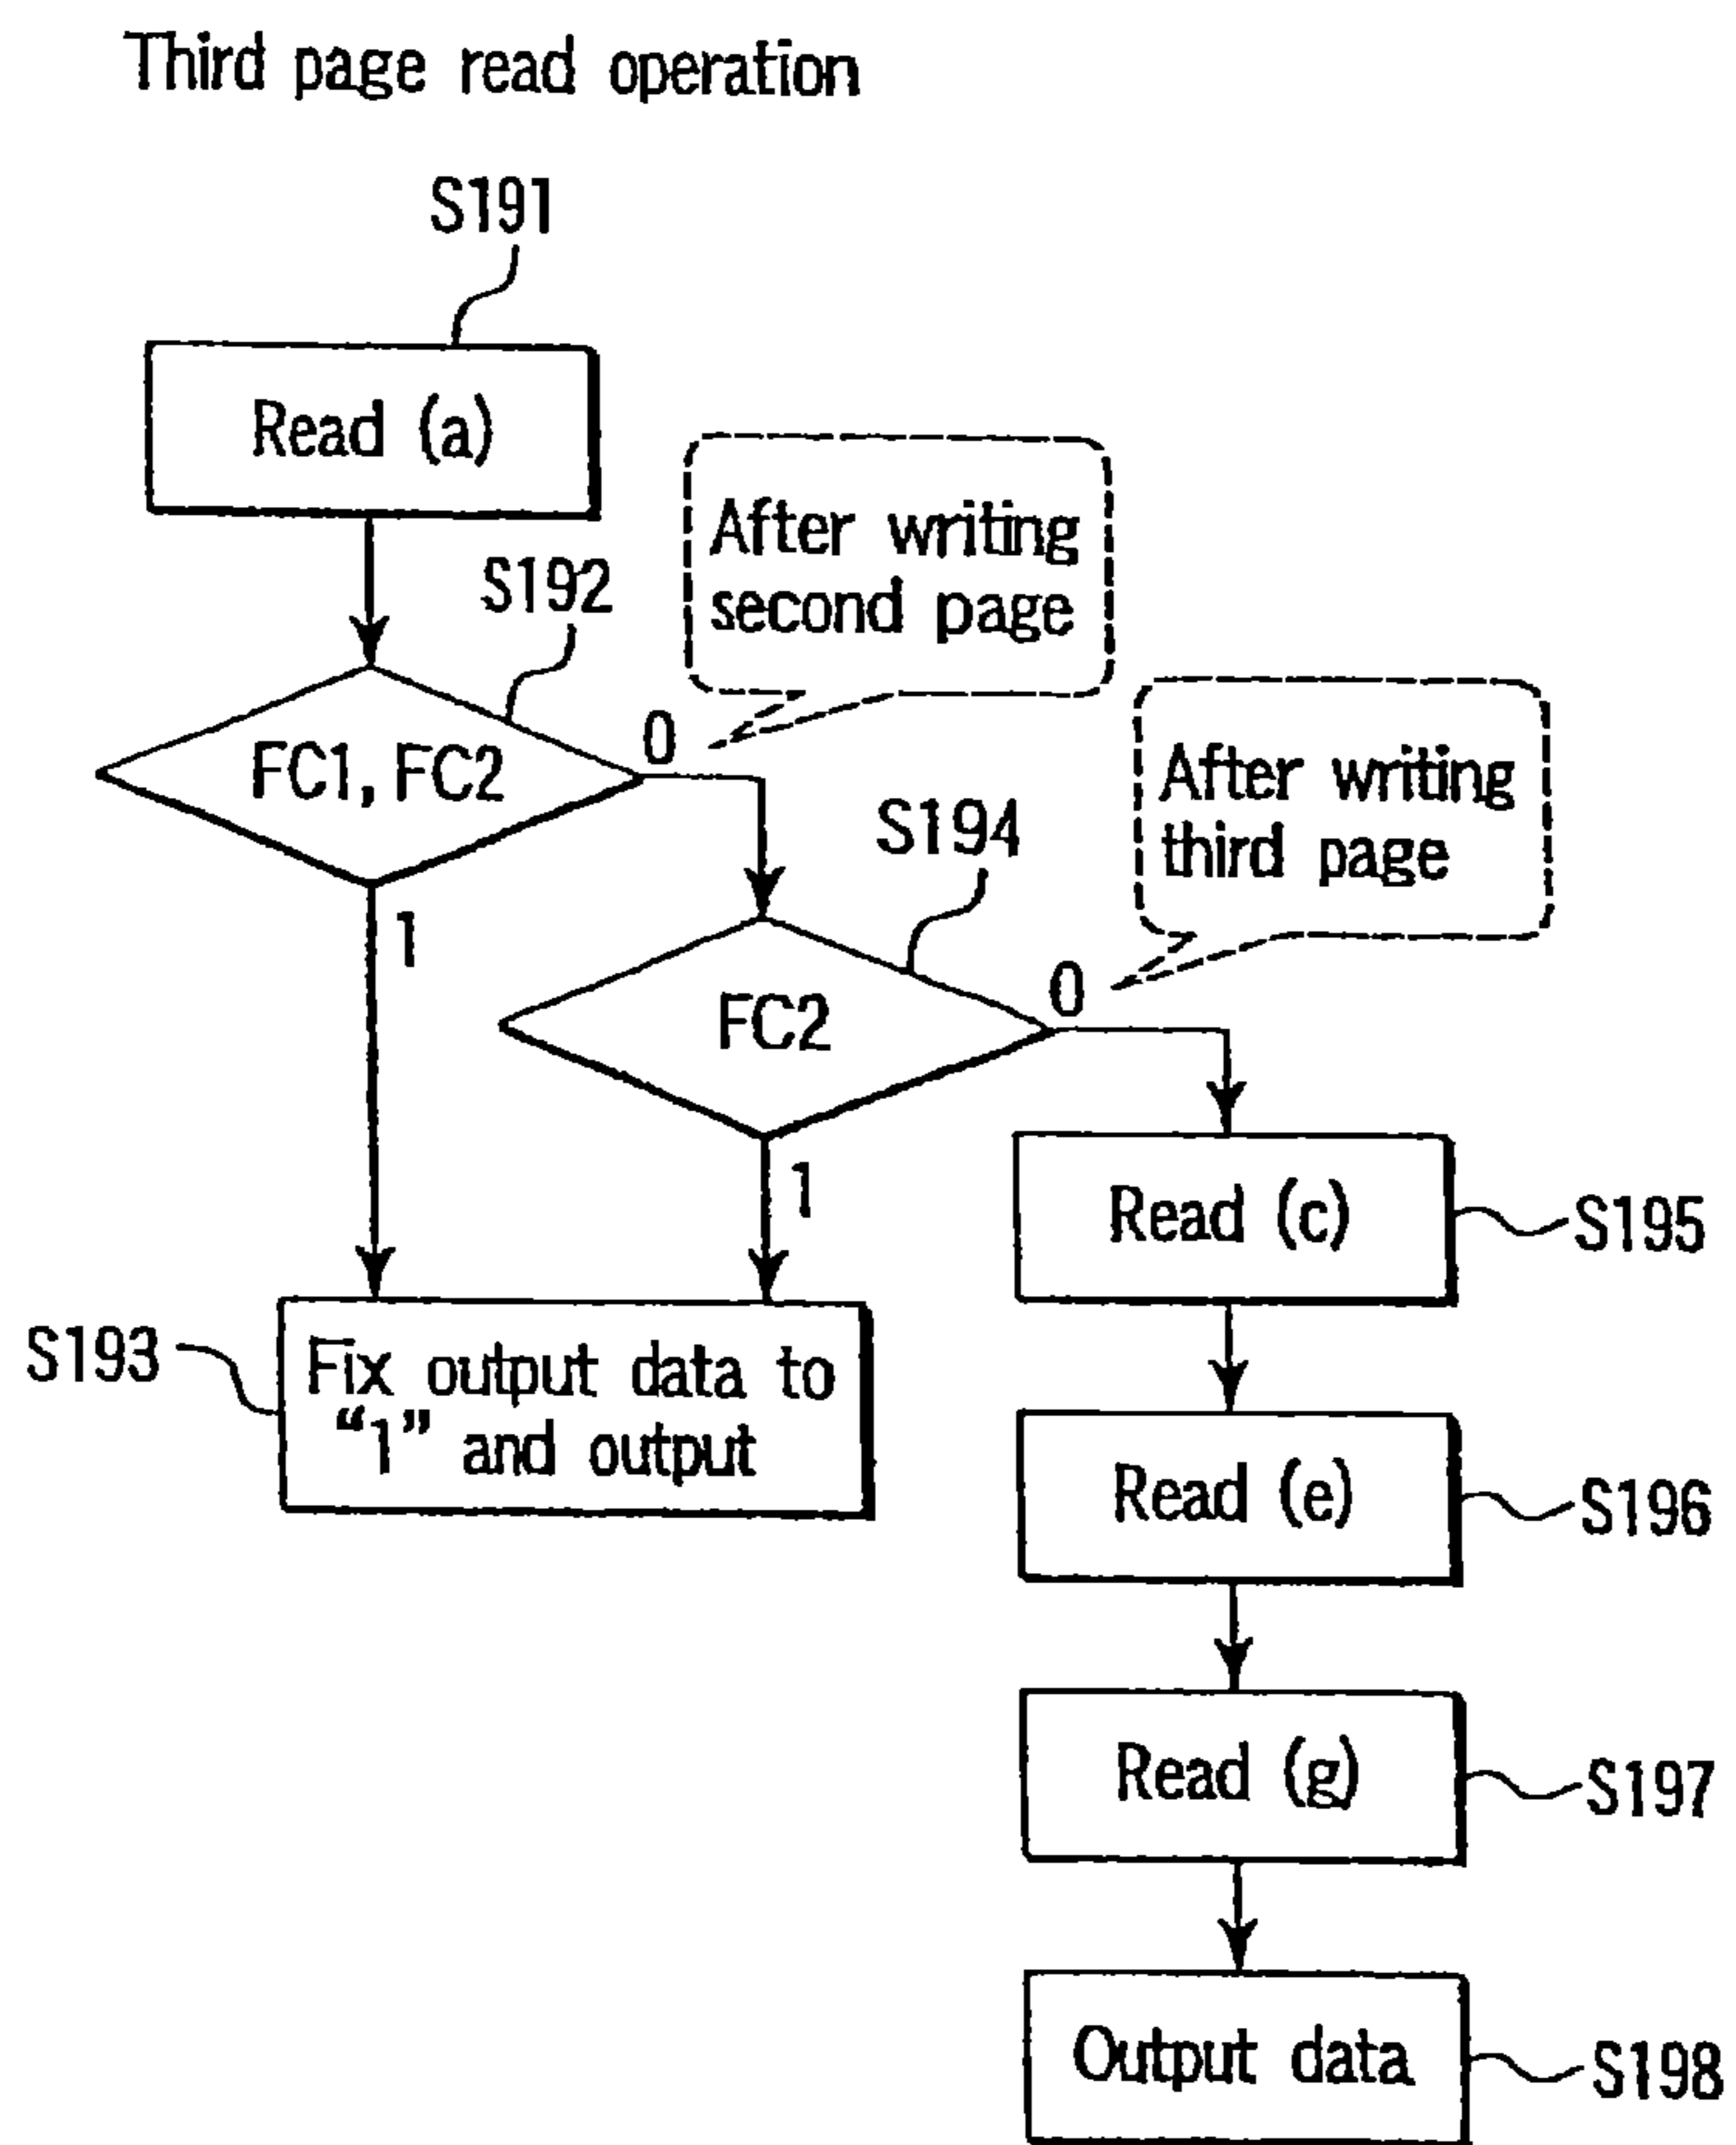 Third page read operation
S191
Read (a)
After writing
second page
S192
0
FC1, FC2
After writing
third page
S194
1
0
FC2
1
Read (c)
S195
S193
Fix output data to
“1” and output
Read (e)
S196
Read (g)
S197
Output data
S198